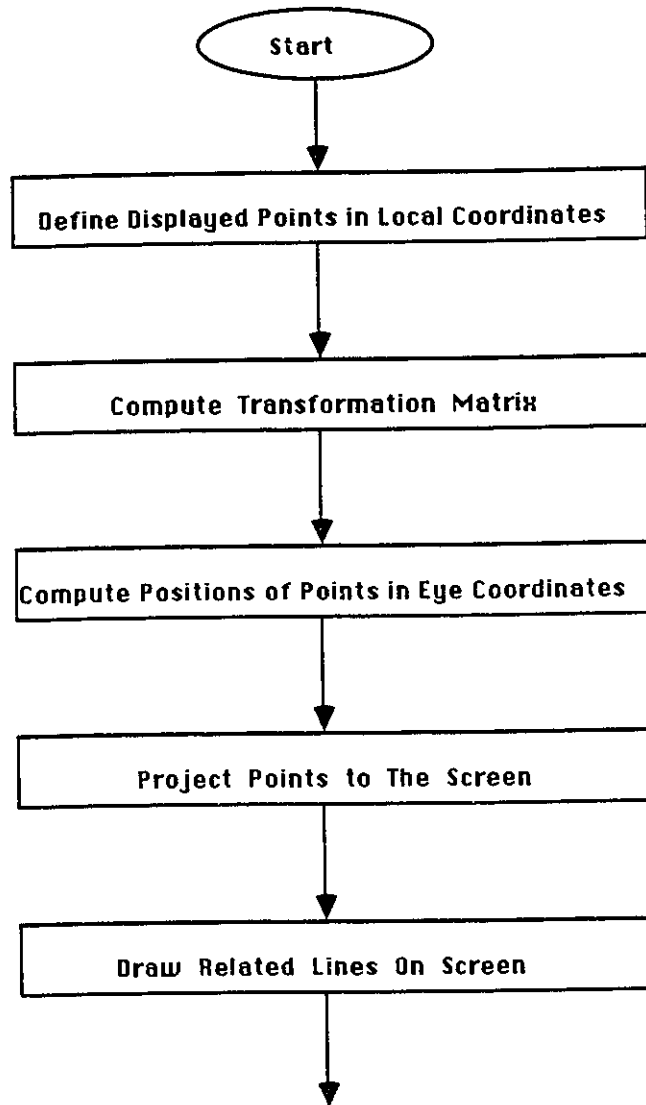 Start
Define Displayed Points in Local Coordinates
Compute Transformation Matrix
Compute Positions of Points in Eye Coordinates
Project Points to The Screen
Draw Related Lines On Screen